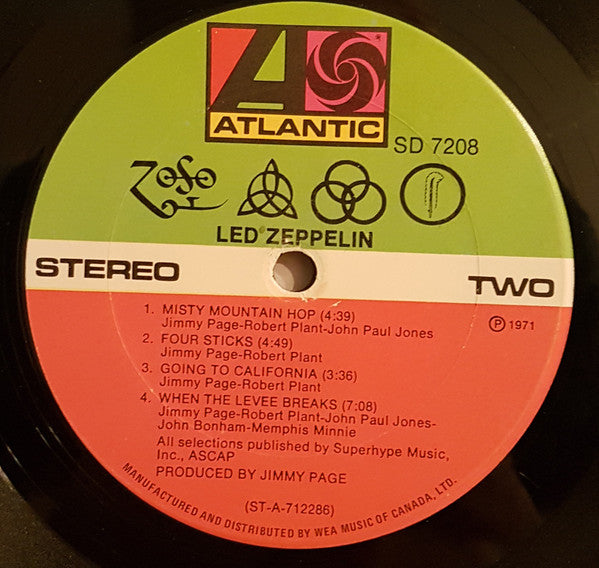 ATLANTIC
SD 7208
LED ZEPPELIN
STEREO
TWO
1. MISTY MOUNTAIN HOP (4:39)
Jimmy Page-Robert Plant-John Paul Jones
2. FOUR STICKS (4:49)
Jimmy Page-Robert Plant
3. GOING TO CALIFORNIA (3:36)
Jimmy Page-Robert Plant
4. WHEN THE LEVEE BREAKS (7:08)
Jimmy Page-Robert Plant-John Paul Jones-
John Bonham-Memphis Minnie
All selections published by Superhype Music,
Inc., ASCAP
PRODUCED BY JIMMY PAGE
℗ 1971
(ST-A-712286)
MANUFACTURED AND DISTRIBUTED BY WEA MUSIC OF CANADA, LTD.